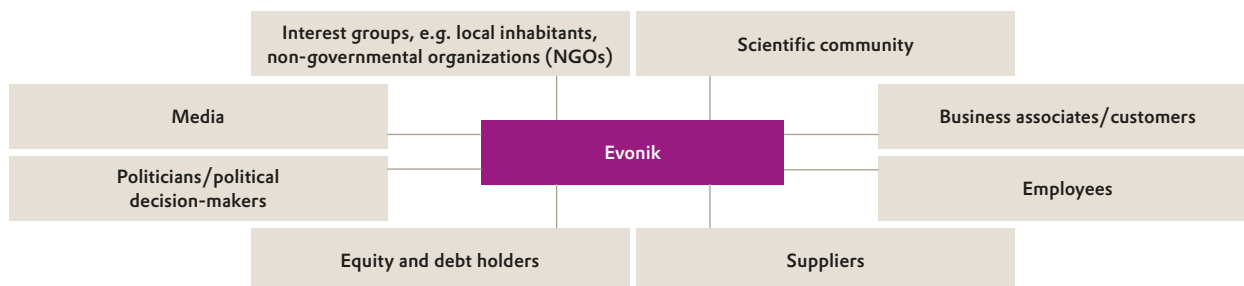 Interest groups, e.g. local inhabitants,
non-governmental organizations (NGOs)
Scientific community
Media
Business associates/customers
Evonik
Politicians/political
decision-makers
Employees
Equity and debt holders
Suppliers